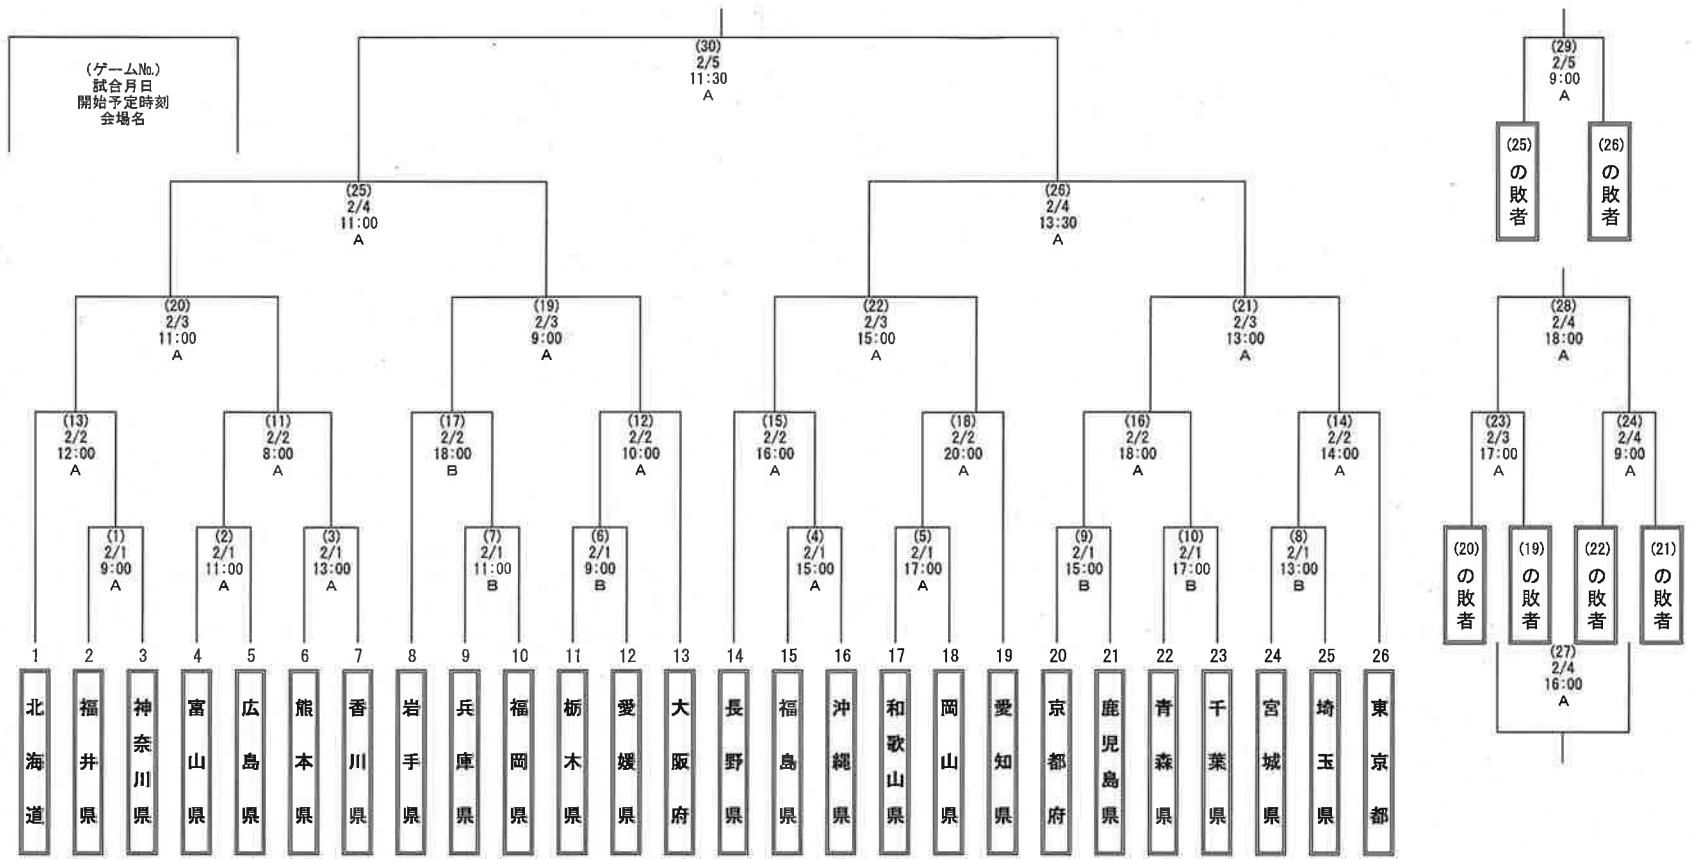 (ゲーム№)
試合月日
開始予定時刻
会場名
(30)
2/5
11:30
A
(25)
2/4
11:00
A
(26)
2/4
13:30
A
(20)
2/3
11:00
A
(19)
2/3
9:00
A
(22)
2/3
15:00
A
(21)
2/3
13:00
A
(13)
2/2
12:00
A
(11)
2/2
8:00
A
(17)
2/2
18:00
B
(12)
2/2
10:00
A
(15)
2/2
16:00
A
(18)
2/2
20:00
A
(16)
2/2
18:00
A
(14)
2/2
14:00
A
(1)
2/1
9:00
A
(2)
2/1
11:00
A
(3)
2/1
13:00
A
(7)
2/1
11:00
B
(6)
2/1
9:00
B
(4)
2/1
15:00
A
(5)
2/1
17:00
A
(9)
2/1
15:00
B
(10)
2/1
17:00
B
(8)
2/1
13:00
B
1
北海道
2
福井県
3
神奈川県
4
富山県
5
広島県
6
熊本県
7
香川県
8
岩手県
9
兵庫県
10
福岡県
11
栃木県
12
愛媛県
13
大阪府
14
長野県
15
福島県
16
沖縄県
17
和歌山県
18
岡山県
19
愛知県
20
京都府
21
鹿児島県
22
青森県
23
千葉県
24
宮城県
25
埼玉県
26
東京都
(29)
2/5
9:00
A
(25)の敗者
(26)の敗者
(28)
2/4
18:00
A
(23)
2/3
17:00
A
(24)
2/4
9:00
A
(20)の敗者
(19)の敗者
(22)の敗者
(21)の敗者
(27)
2/4
16:00
A